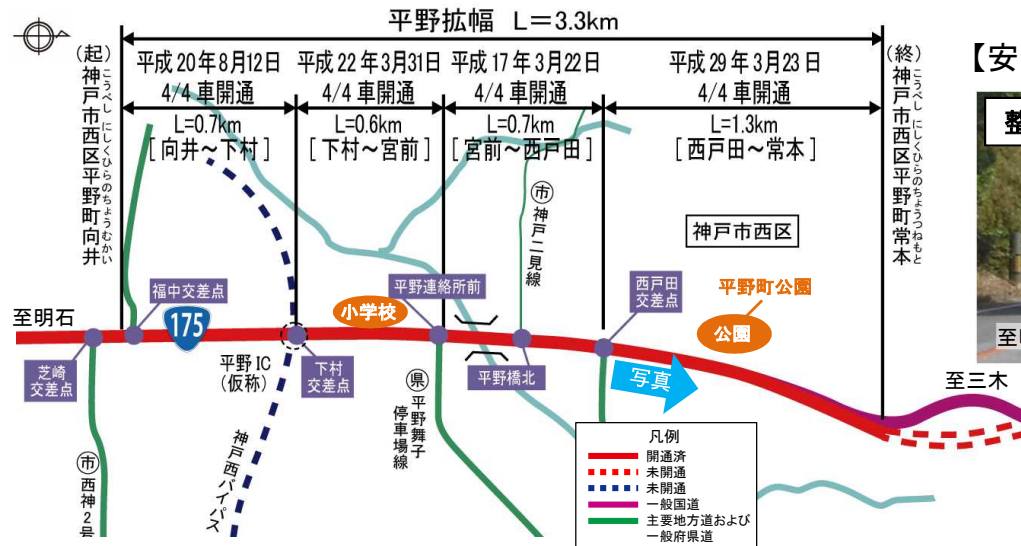 平野拡幅 L＝3.3km
(起)
神戸市西区平野町向井
こうべし にしくひらのちょうむかい
平成20年8月12日
4/4 車開通
L=0.7km
[ 向井～下村 ]
平成22年3月31日
4/4 車開通
L=0.6km
[ 下村～宮前 ]
平成17年3月22日
4/4 車開通
L=0.7km
[ 宮前～西戸田 ]
平成29年3月23日
4/4 車開通
L=1.3km
[ 西戸田～常本 ]
(終)
神戸市西区平野町常本
こうべし にしくひらのちょうつねもと
【安
整
至明
市
神戸二見線
神戸市西区
福中交差点
平野連絡所前
西戸田
交差点
平野町公園
至明石
175
小学校
公園
芝崎
交差点
平野IC
(仮称)
下村
交差点
平野橋北
写真
至三木
県
平野舞子
停車場線
市
西神2号
神戸西バイパス
凡例
開通済
未開通
未開通
一般国道
主要地方道および
一般府県道